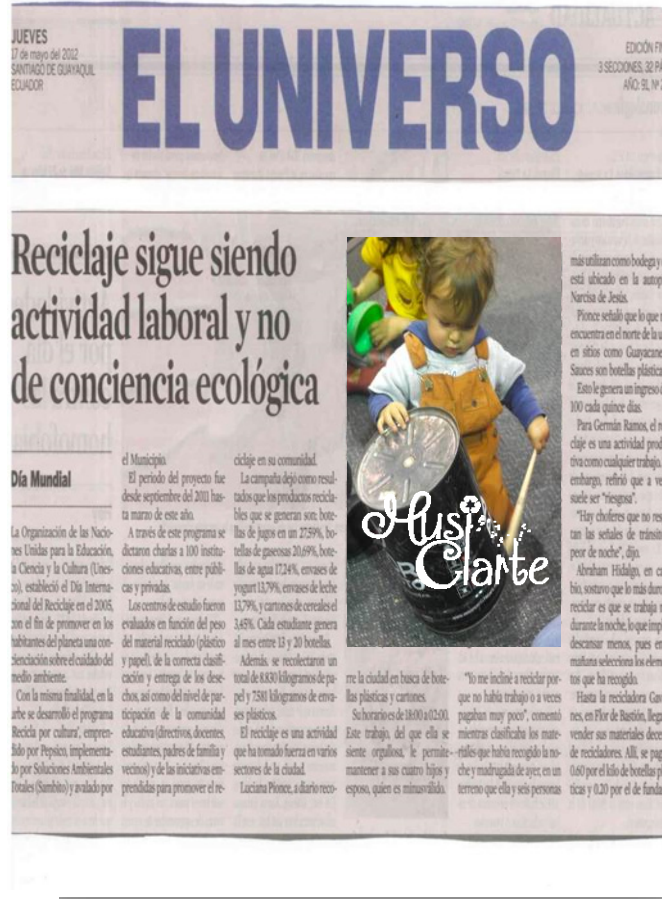 JUEVES
17 de mayo del 2012
SANTIAGO DE GUAYAQUIL
ECUADOR
EL UNIVERSO
EDICIÓN FI
3 SECCIONES, 32 PÁ
AÑO: 91, Nº
Reciclaje sigue siendo
actividad laboral y no
de conciencia ecológica
Día Mundial
La Organización de las Nacio-
nes Unidas para la Educación,
la Ciencia y la Cultura (Unes-
co), estableció el Día Interna-
cional del Reciclaje en el 2005,
con el fin de promover en los
habitantes del planeta una con-
cienciación sobre el cuidado del
medio ambiente.
Con la misma finalidad, en la
urbe se desarrolló el programa
'Recicla por cultura', empren-
dido por Pepsico, implementa-
do por Soluciones Ambientales
Totales (Sambito) y avalado por
el Municipio.
El periodo del proyecto fue
desde septiembre del 2011 has-
ta marzo de este año.
A través de este programa se
dictaron charlas a 100 institu-
ciones educativas, entre públi-
cas y privadas.
Los centros de estudio fueron
evaluados en función del peso
del material reciclado (plástico
y papel), de la correcta clasifi-
cación y entrega de los dese-
chos, así como del nivel de par-
ticipación de la comunidad
educativa (directivos, docentes,
estudiantes, padres de familia y
vecinos) y de las iniciativas em-
prendidas para promover el re-
ciclaje en su comunidad.
La campaña dejó como resul-
tados que los productos recicla-
bles que se generan son: bote-
llas de jugos en un 27,59%, bo-
tellas de gaseosas 20,69%, bote-
llas de agua 17,24%, envases de
yogurt 13,79%, envases de leche
13,79%, y cartones de cereales el
3,45%. Cada estudiante genera
al mes entre 13 y 20 botellas.
Además, se recolectaron un
total de 8.830 kilogramos de pa-
pel y 7.581 kilogramos de enva-
ses plásticos.
El reciclaje es una actividad
que ha tomado fuerza en varios
sectores de la ciudad.
Luciana Pionce, a diario reco-
Musi
Clarte
rre la ciudad en busca de bote-
llas plásticas y cartones.
Su horario es de 18:00 a 02:00.
Este trabajo, del que ella se
siente orgullosa, le permite
mantener a sus cuatro hijos y
esposo, quien es minusválido.
"Yo me incliné a reciclar por-
que no había trabajo o a veces
pagaban muy poco", comentó
mientras clasificaba los mate-
riales que había recogido la no-
che y madrugada de ayer, en un
terreno que ella y seis personas
más utilizan como bodega y
está ubicado en la autop
Narcisa de Jesús.
Pionce señaló que lo que
encuentra en el norte de la u
en sitios como Guayacane
Sauces son botellas plástica
Esto le genera un ingreso
100 cada quince días.
Para Germán Ramos, el re
claje es una actividad prod
tiva como cualquier trabajo,
embargo, refirió que a ve
suele ser "riesgosa".
"Hay choferes que no res
tan las señales de tránsit
peor de noche", dijo.
Abraham Hidalgo, en ca
bio, sostuvo que lo más dur
reciclar es que se trabaja
durante la noche, lo que imp
descansar menos, pues en
mañana selecciona los elem
tos que ha recogido.
Hasta la recicladora Gav
nes, en Flor de Bastión, lleg
vender sus materiales dece
de recicladores. Allí, se pag
0.60 por el kilo de botellas p
ticas y 0.20 por el de funda